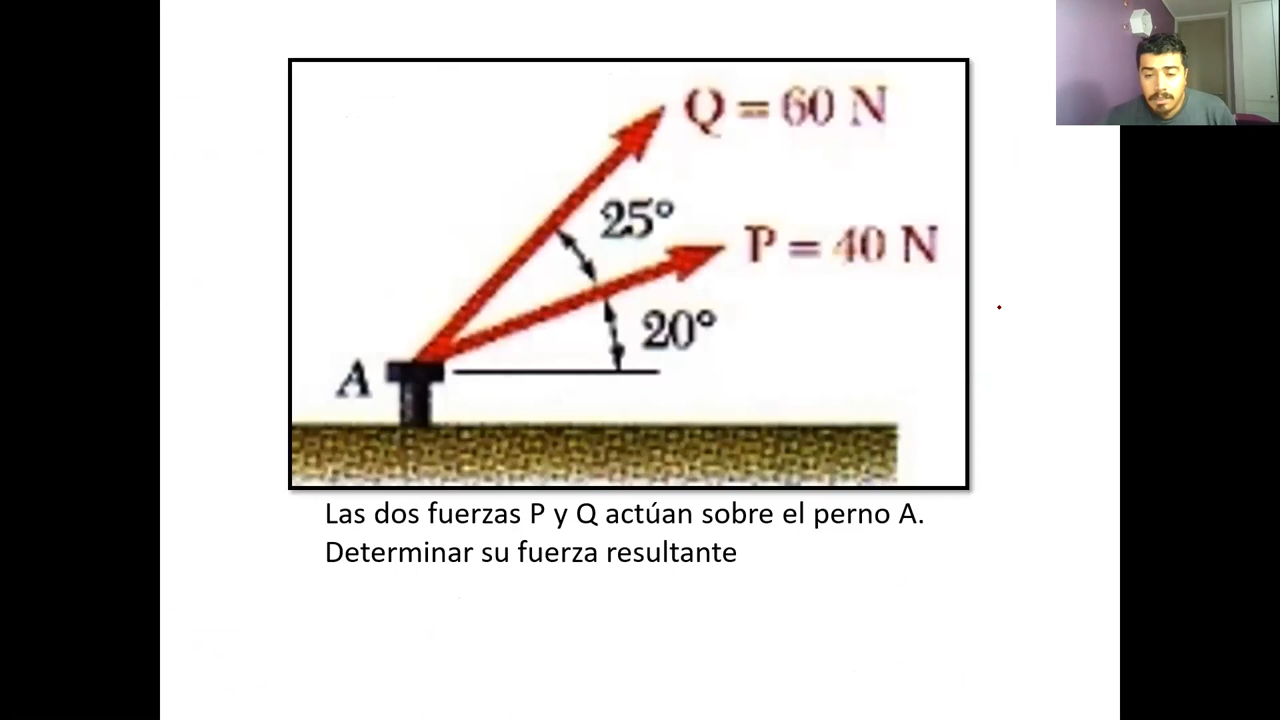 Q = 60 N
25°
P = 40 N
20°
A
Las dos fuerzas P y Q actúan sobre el perno A.
Determinar su fuerza resultante